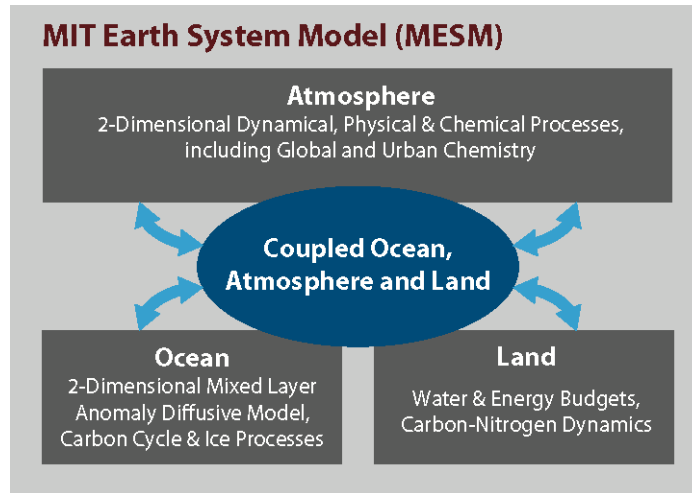 MIT Earth System Model (MESM)
Atmosphere
2-Dimensional Dynamical, Physical & Chemical Processes,
including Global and Urban Chemistry
Coupled Ocean,
Atmosphere and Land
Ocean
2-Dimensional Mixed Layer
Anomaly Diffusive Model,
Carbon Cycle & Ice Processes
Land
Water & Energy Budgets,
Carbon-Nitrogen Dynamics